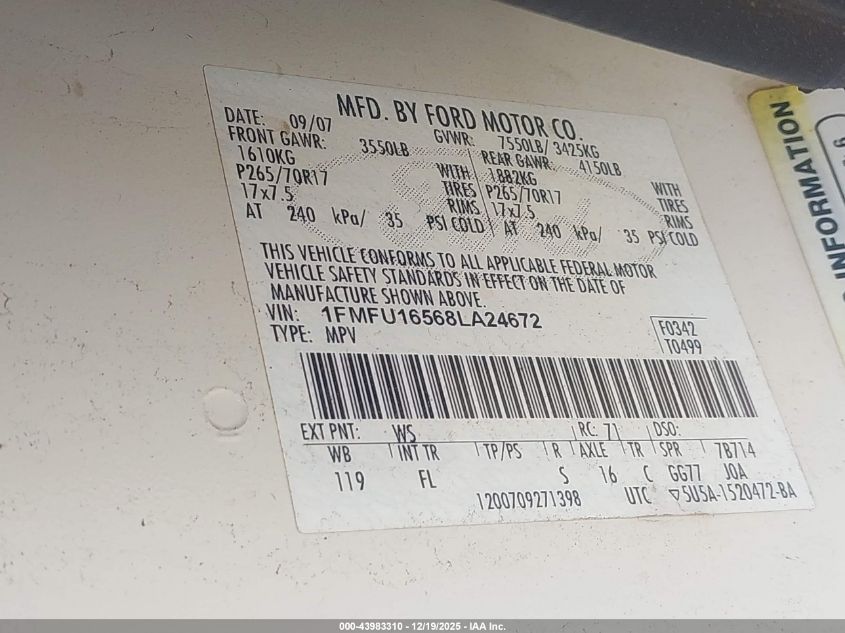 MFD. BY FORD MOTOR CO.
DATE: 09/07 GVWR: 7550LB/ 3425KG
FRONT GAWR: 3550LB REAR GAWR: 4150LB
1610KG WITH 1882KG WITH
P265/70R17 TIRES P265/70R17 TIRES
17x7.5 RIMS 17x7.5 RIMS
AT 240 kPa/ 35 PSI COLD AT 240 kPa/ 35 PSI COLD
THIS VEHICLE CONFORMS TO ALL APPLICABLE FEDERAL MOTOR
VEHICLE SAFETY STANDARDS IN EFFECT ON THE DATE OF
MANUFACTURE SHOWN ABOVE.
VIN: 1FMFU16568LA24672
TYPE: MPV
F0342
T0499
EXT PNT: WS RC: 71 DSO:
WB INT TR TP/PS R AXLE TR SPR 7B714
119 FL S 16 C GG77 JOA
1200709271398 UTC ▽5U5A-1520472-BA
INFORMATION
000-43983310 - 12/19/2025 - IAA Inc.